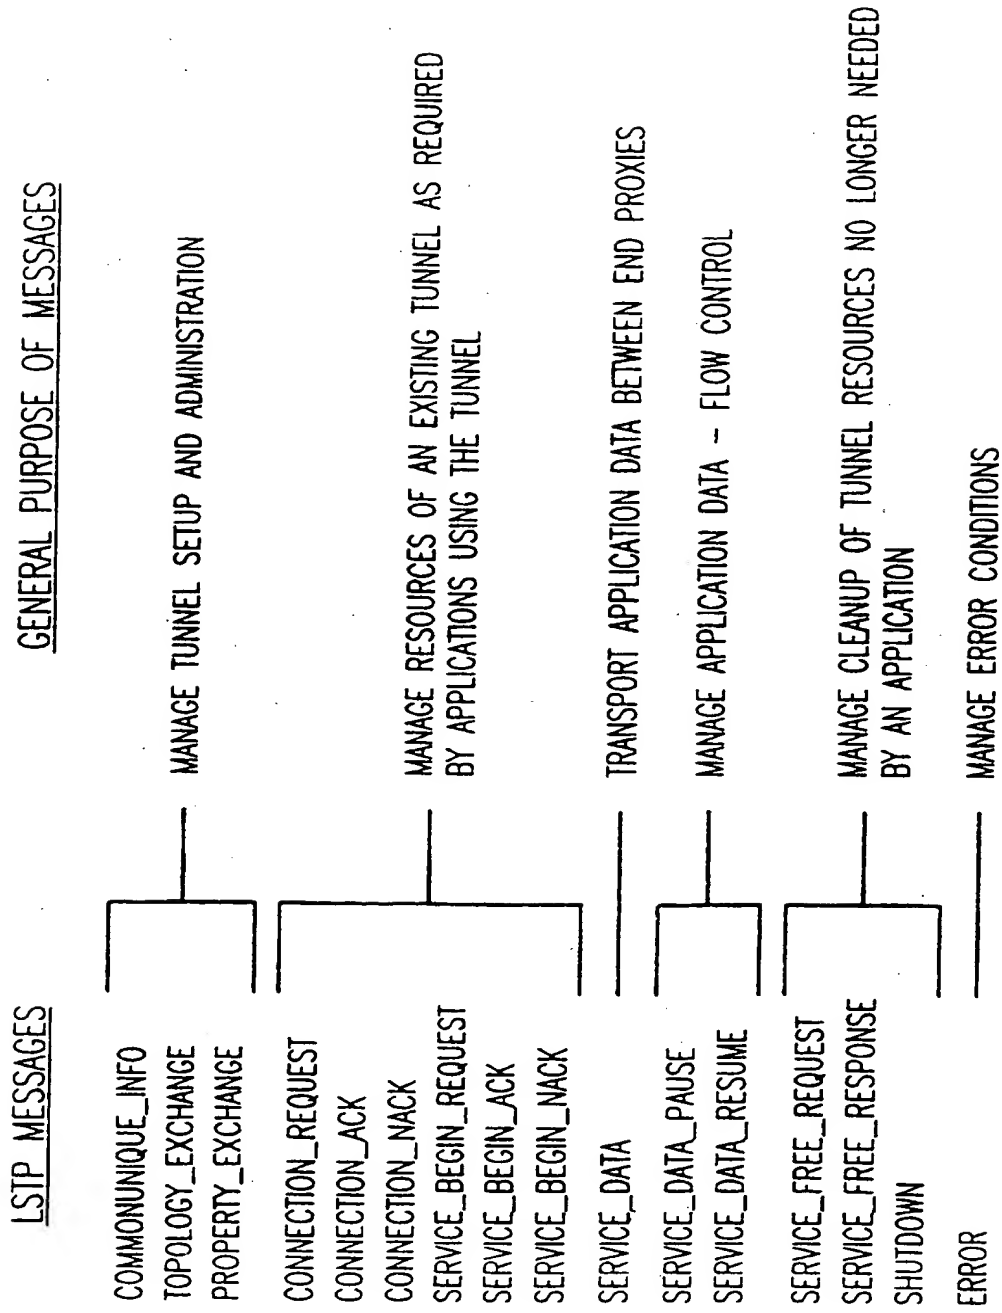 LSTP MESSAGES
GENERAL PURPOSE OF MESSAGES
COMMONUNIQUE_INFO
TOPOLOGY_EXCHANGE
PROPERTY_EXCHANGE
MANAGE TUNNEL SETUP AND ADMINISTRATION
CONNECTION_REQUEST
CONNECTION_ACK
CONNECTION_NACK
SERVICE_BEGIN_REQUEST
SERVICE_BEGIN_ACK
SERVICE_BEGIN_NACK
MANAGE RESOURCES OF AN EXISTING TUNNEL AS REQUIRED
BY APPLICATIONS USING THE TUNNEL
SERVICE_DATA
TRANSPORT APPLICATION DATA BETWEEN END PROXIES
SERVICE_DATA_PAUSE
SERVICE_DATA_RESUME
MANAGE APPLICATION DATA – FLOW CONTROL
SERVICE_FREE_REQUEST
SERVICE_FREE_RESPONSE
SHUTDOWN
MANAGE CLEANUP OF TUNNEL RESOURCES NO LONGER NEEDED
BY AN APPLICATION
ERROR
MANAGE ERROR CONDITIONS